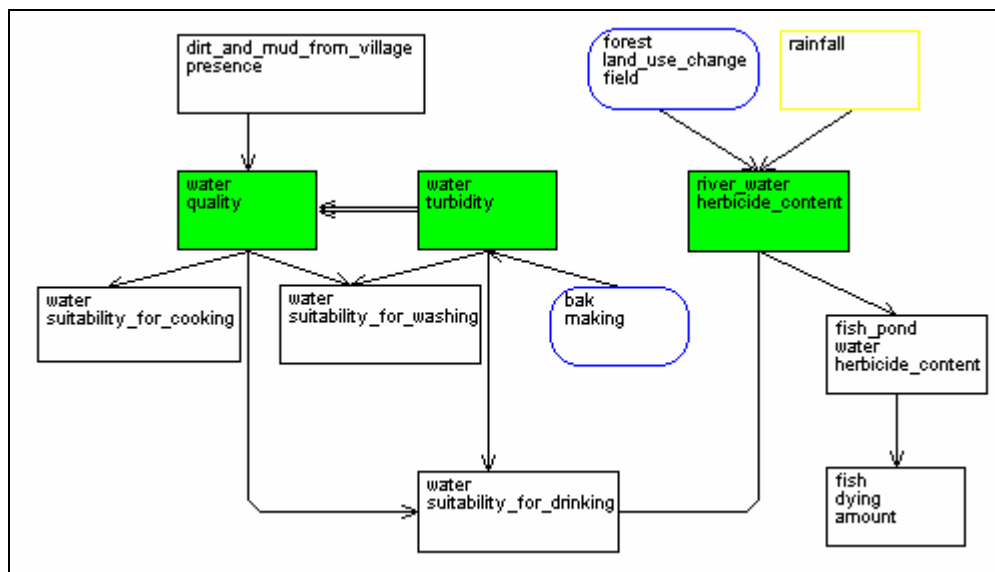 dirt_and_mud_from_village
presence
forest
land_use_change
field
rainfall
water
quality
water
turbidity
river_water
herbicide_content
water
suitability_for_cooking
water
suitability_for_washing
bak
making
fish_pond
water
herbicide_content
water
suitability_for_drinking
fish
dying
amount